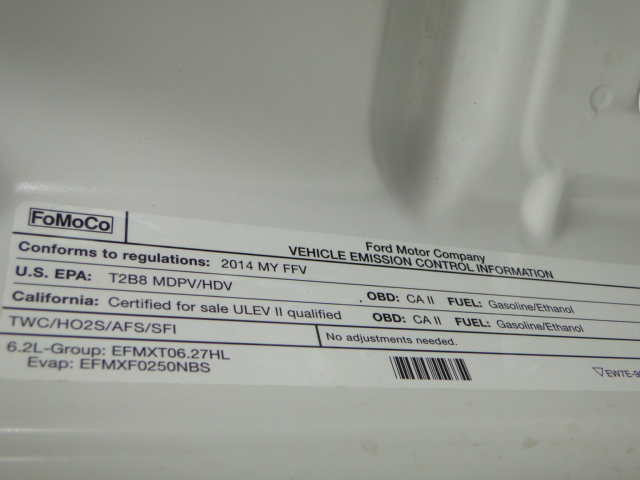 FoMoCo
Ford Motor Company
VEHICLE EMISSION CONTROL INFORMATION
Conforms to regulations: 2014 MY FFV
U.S. EPA: T2B8 MDPV/HDV . OBD: CA II FUEL: Gasoline/Ethanol
California: Certified for sale ULEV II qualified OBD: CA II FUEL: Gasoline/Ethanol
TWC/HO2S/AFS/SFI No adjustments needed.
6.2L-Group: EFMXT06.27HL
Evap: EFMXF0250NBS
EW7E-9